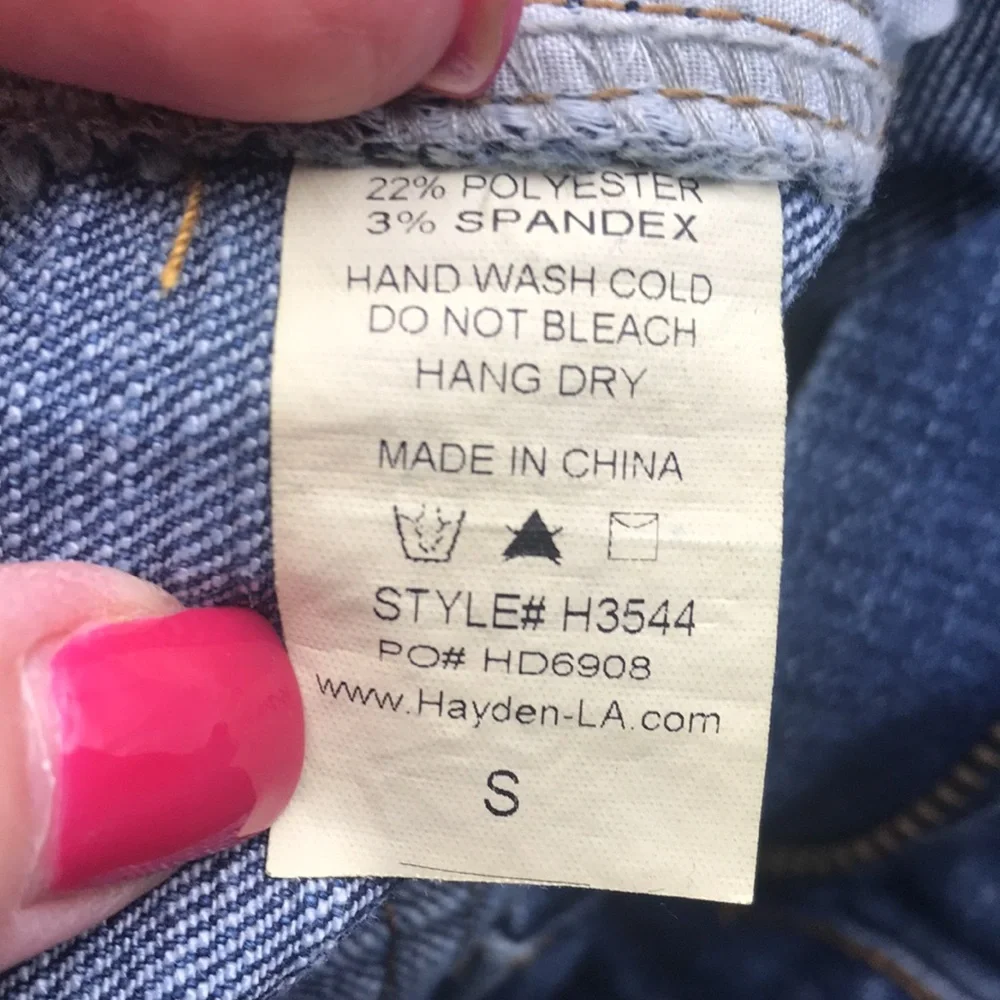 22% POLYESTER
3% SPANDEX
HAND WASH COLD
DO NOT BLEACH
HANG DRY
MADE IN CHINA
STYLE# H3544
PO# HD6908
www.Hayden-LA.com
S